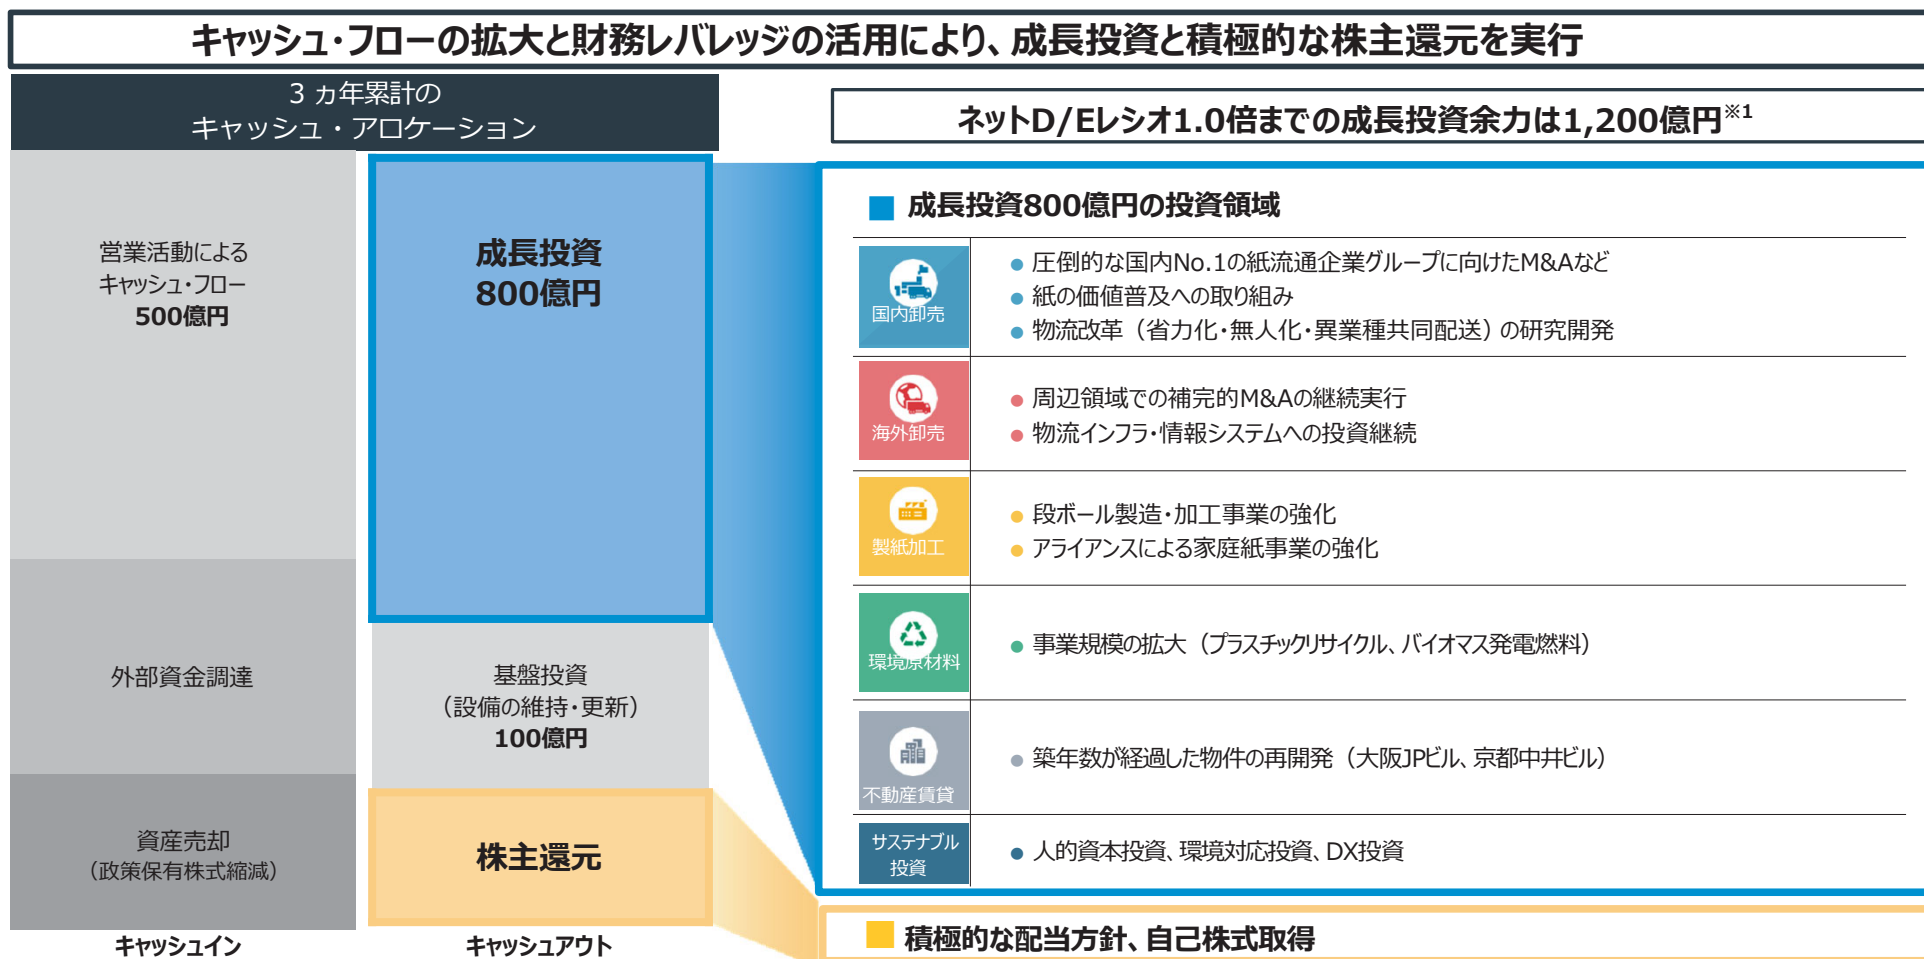 キャッシュ・フローの拡大と財務レバレッジの活用により、成長投資と積極的な株主還元を実行
3 ヵ年累計の
キャッシュ・アロケーション
営業活動による
キャッシュ・フロー
500億円
外部資金調達
資産売却
（政策保有株式縮減）
キャッシュイン
成長投資
800億円
基盤投資
（設備の維持・更新）
100億円
株主還元
キャッシュアウト
ネットD/Eレシオ1.0倍までの成長投資余力は1,200億円※1
成長投資800億円の投資領域
国内卸売
● 圧倒的な国内No.1の紙流通企業グループに向けたM&Aなど
● 紙の価値普及への取り組み
● 物流改革（省力化・無人化・異業種共同配送）の研究開発
海外卸売
● 周辺領域での補完的M&Aの継続実行
● 物流インフラ・情報システムへの投資継続
製紙加工
● 段ボール製造・加工事業の強化
● アライアンスによる家庭紙事業の強化
環境原材料
● 事業規模の拡大（プラスチックリサイクル、バイオマス発電燃料）
不動産賃貸
● 築年数が経過した物件の再開発（大阪JPビル、京都中井ビル）
サステナブル
投資
● 人的資本投資、環境対応投資、DX投資
積極的な配当方針、自己株式取得